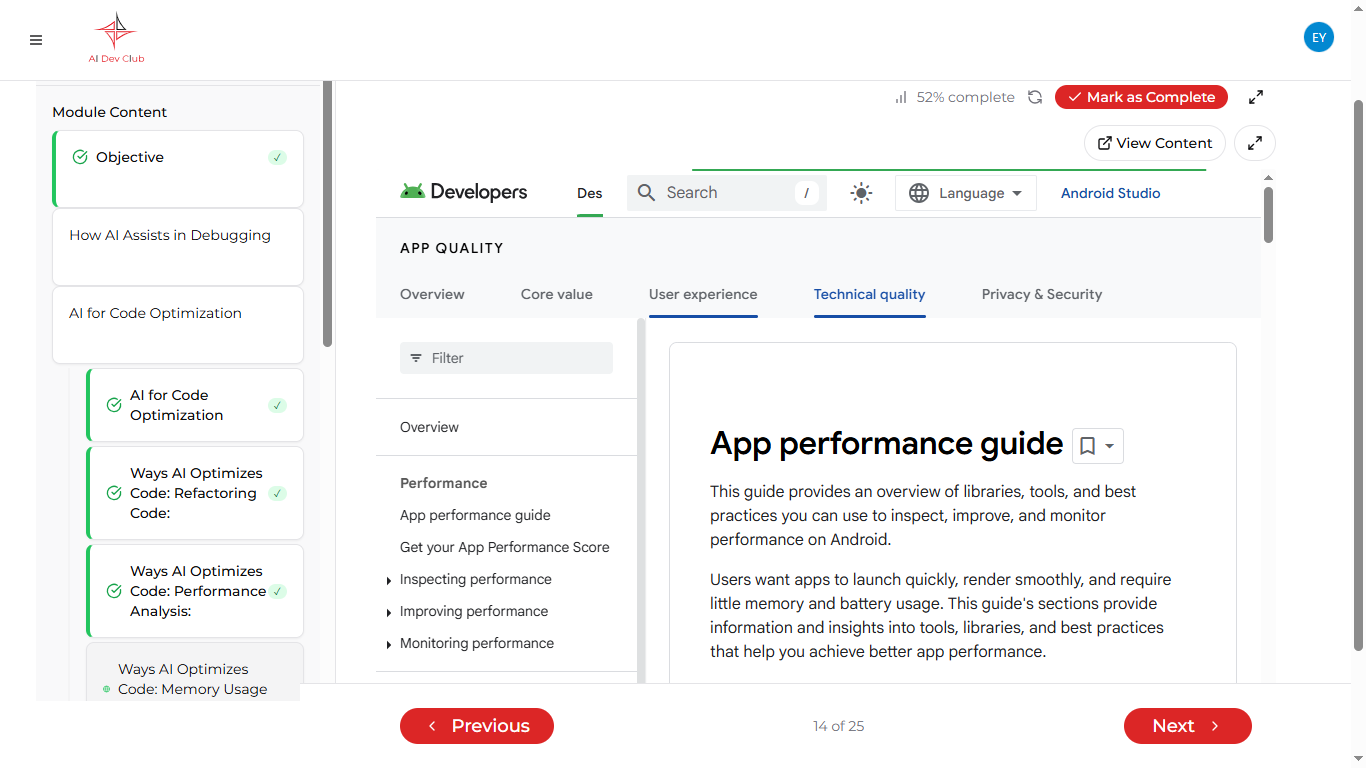 AI Dev Club
EY
Module Content
Objective
How AI Assists in Debugging
AI for Code Optimization
AI for Code
Optimization
Ways AI Optimizes
Code: Refactoring
Code:
Ways AI Optimizes
Code: Performance
Analysis:
Ways AI Optimizes
Code: Memory Usage
52% complete
Mark as Complete
View Content
Developers
Des
Search
/
Language
Android Studio
APP QUALITY
Overview
Core value
User experience
Technical quality
Privacy & Security
Filter
Overview
Performance
App performance guide
Get your App Performance Score
Inspecting performance
Improving performance
Monitoring performance
App performance guide
This guide provides an overview of libraries, tools, and best
practices you can use to inspect, improve, and monitor
performance on Android.
Users want apps to launch quickly, render smoothly, and require
little memory and battery usage. This guide's sections provide
information and insights into tools, libraries, and best practices
that help you achieve better app performance.
Previous
14 of 25
Next